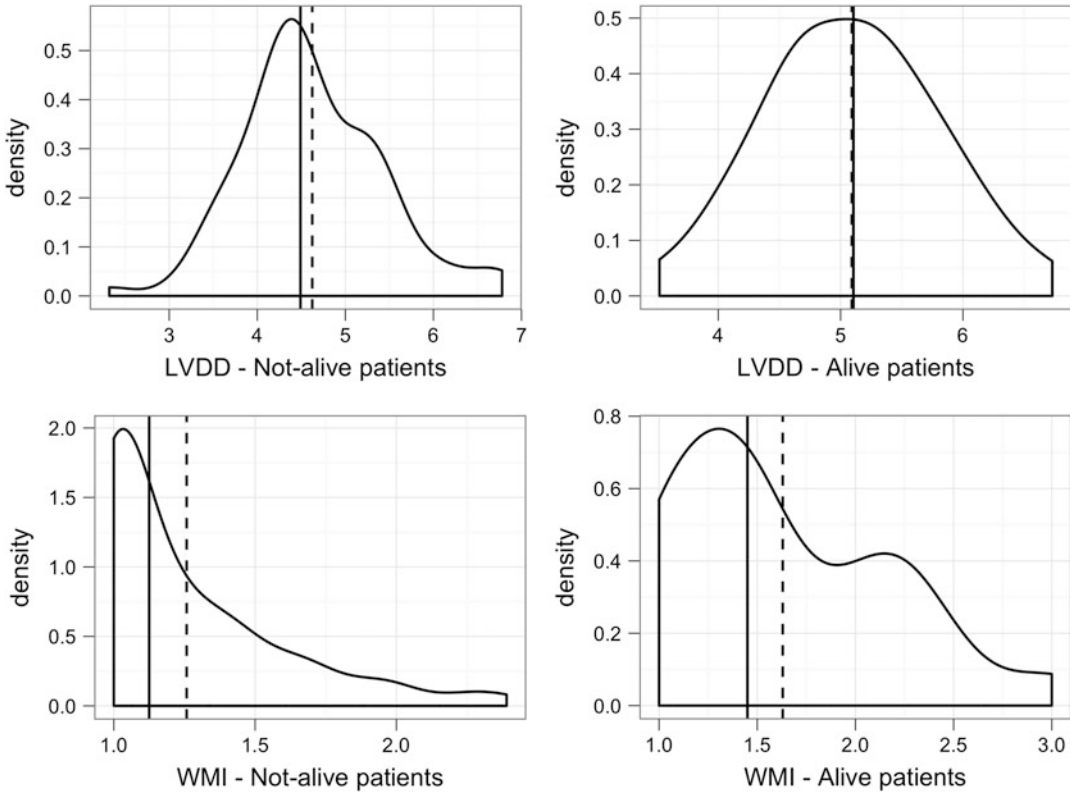 density
0.5
0.4
0.3
0.2
0.1
0.0
3 4 5 6 7
LVDD - Not-alive patients
density
0.5
0.4
0.3
0.2
0.1
0.0
4 5 6
LVDD - Alive patients
density
2.0
1.5
1.0
0.5
0.0
1.0 1.5 2.0
WMI - Not-alive patients
density
0.8
0.6
0.4
0.2
0.0
1.0 1.5 2.0 2.5 3.0
WMI - Alive patients